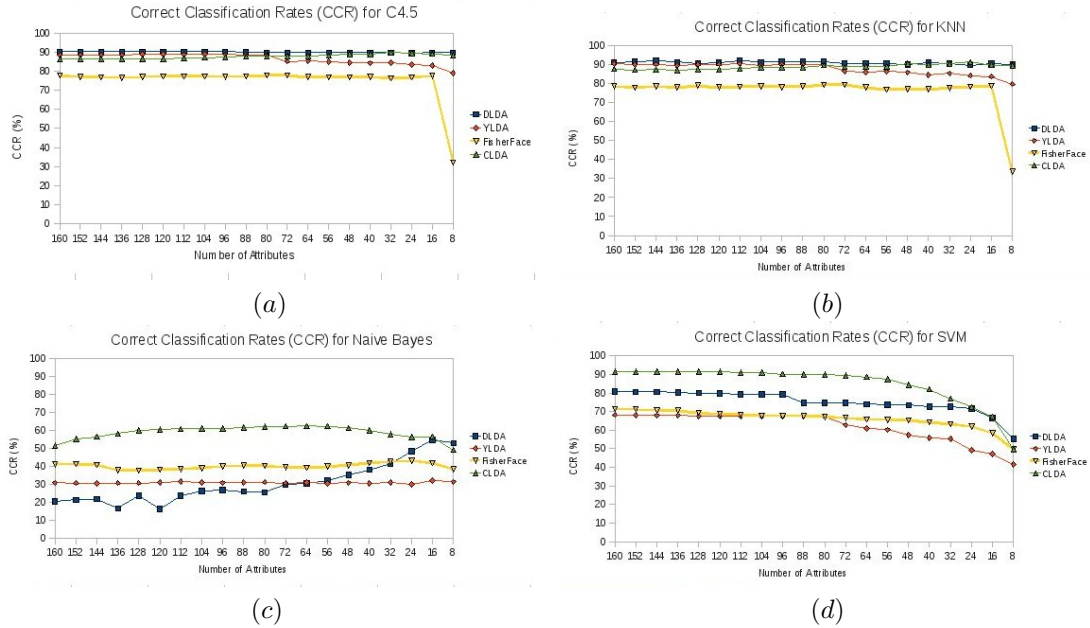 Correct Classification Rates (CCR) for C4.5
100
90
80
70
60
50
40
30
20
10
0
CCR (%)
160 152 144 136 128 120 112 104 96 88 80 72 64 56 48 40 32 24 16 8
Number of Attributes
DLDA
YLDA
FisherFace
CLDA
(a)
Correct Classification Rates (CCR) for KNN
100
90
80
70
60
50
40
30
20
10
0
CCR (%)
160 152 144 136 128 120 112 104 96 88 80 72 64 56 48 40 32 24 16 8
Number of Attributes
DLDA
YLDA
FisherFace
CLDA
(b)
Correct Classification Rates (CCR) for Naive Bayes
100
90
80
70
60
50
40
30
20
10
0
CCR (%)
160 152 144 136 128 120 112 104 96 88 80 72 64 56 48 40 32 24 16 8
Number of Attributes
DLDA
YLDA
FisherFace
CLDA
(c)
Correct Classification Rates (CCR) for SVM
100
90
80
70
60
50
40
30
20
10
0
CCR (%)
160 152 144 136 128 120 112 104 96 88 80 72 64 56 48 40 32 24 16 8
Number of Attributes
DLDA
YLDA
FisherFace
CLDA
(d)